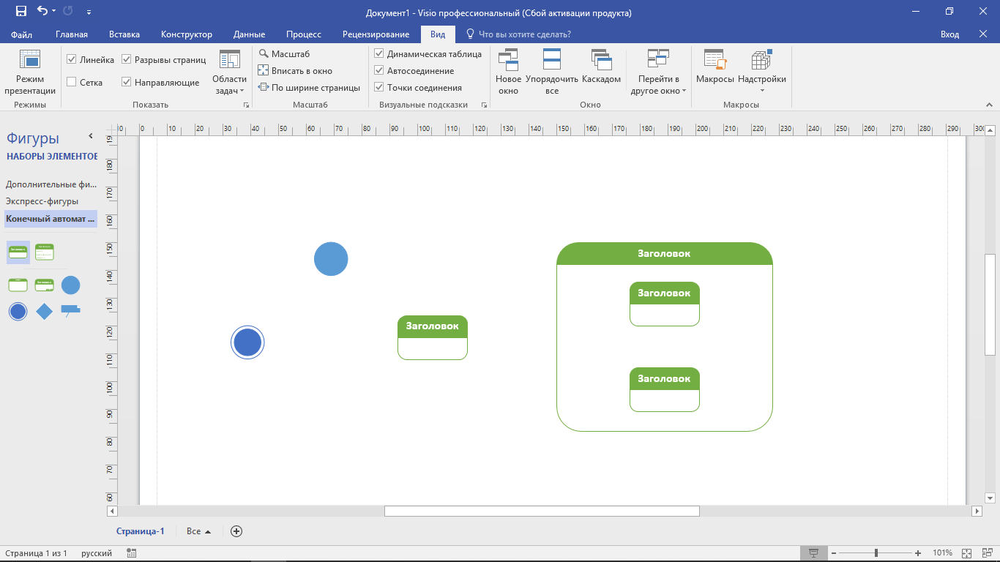 Документ1 - Visio профессиональный (Сбой активации продукта)
Файл Главная Вставка Конструктор Данные Процесс Рецензирование Вид Что вы хотите сделать? Вход
Режим презентации
Режимы
Линейка Разрывы страниц
Сетка Направляющие
Области задач
Показать
Масштаб
Вписать в окно
По ширине страницы
Масштаб
Динамическая таблица
Автосоединение
Точки соединения
Визуальные подсказки
Новое окно
Упорядочить все
Каскадом
Перейти в другое окно
Окно
Макросы
Надстройки
Макросы
Фигуры
НАБОРЫ ЭЛЕМЕНТОВ
Дополнительные фи...
Экспресс-фигуры
Конечный автомат ...
0 0 10 20 30 40 50 60 70 80 90 100 110 120 130 140 150 160 170 180 190 200 210 220 230 240 250 260 270 280 290 300
19 180 170 160 150 140 130 120 110 100 90 80 70 60
Заголовок
Заголовок
Заголовок
Заголовок
Страница-1 Все
Страница 1 из 1 русский 101%